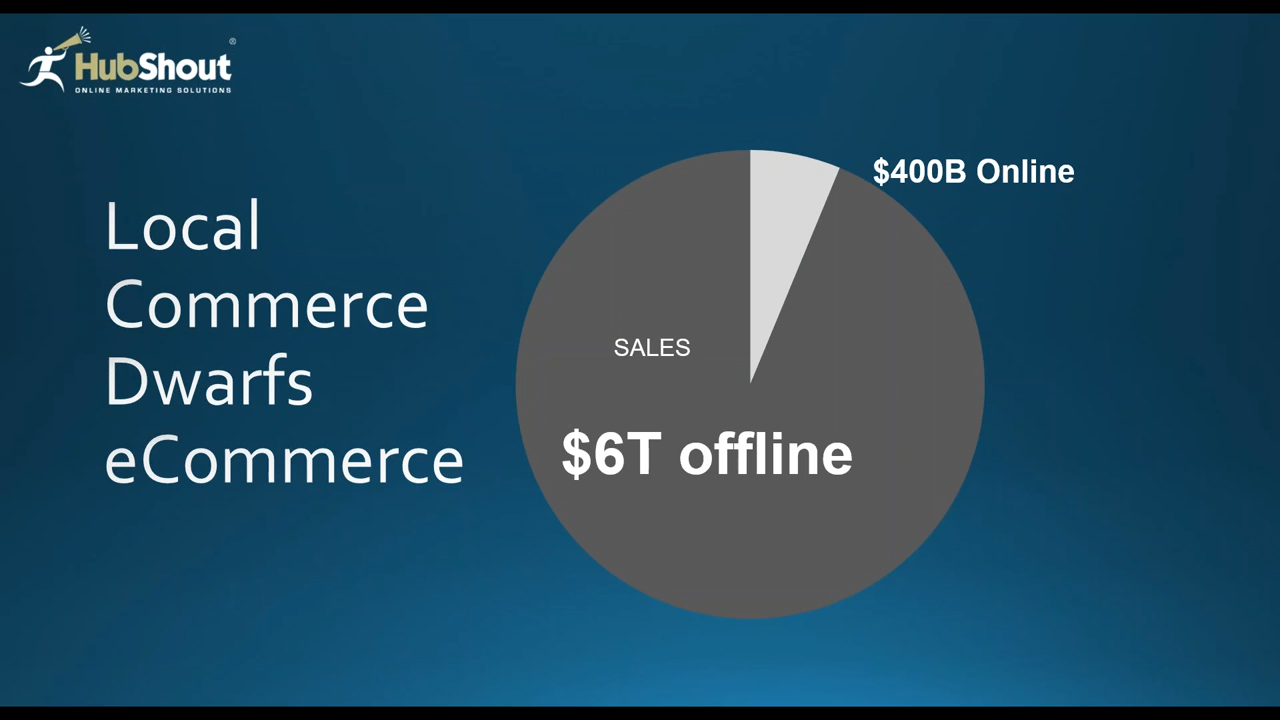 HubShout®
ONLINE MARKETING SOLUTIONS
Local
Commerce
Dwarfs
eCommerce
$400B Online
SALES
$6T offline